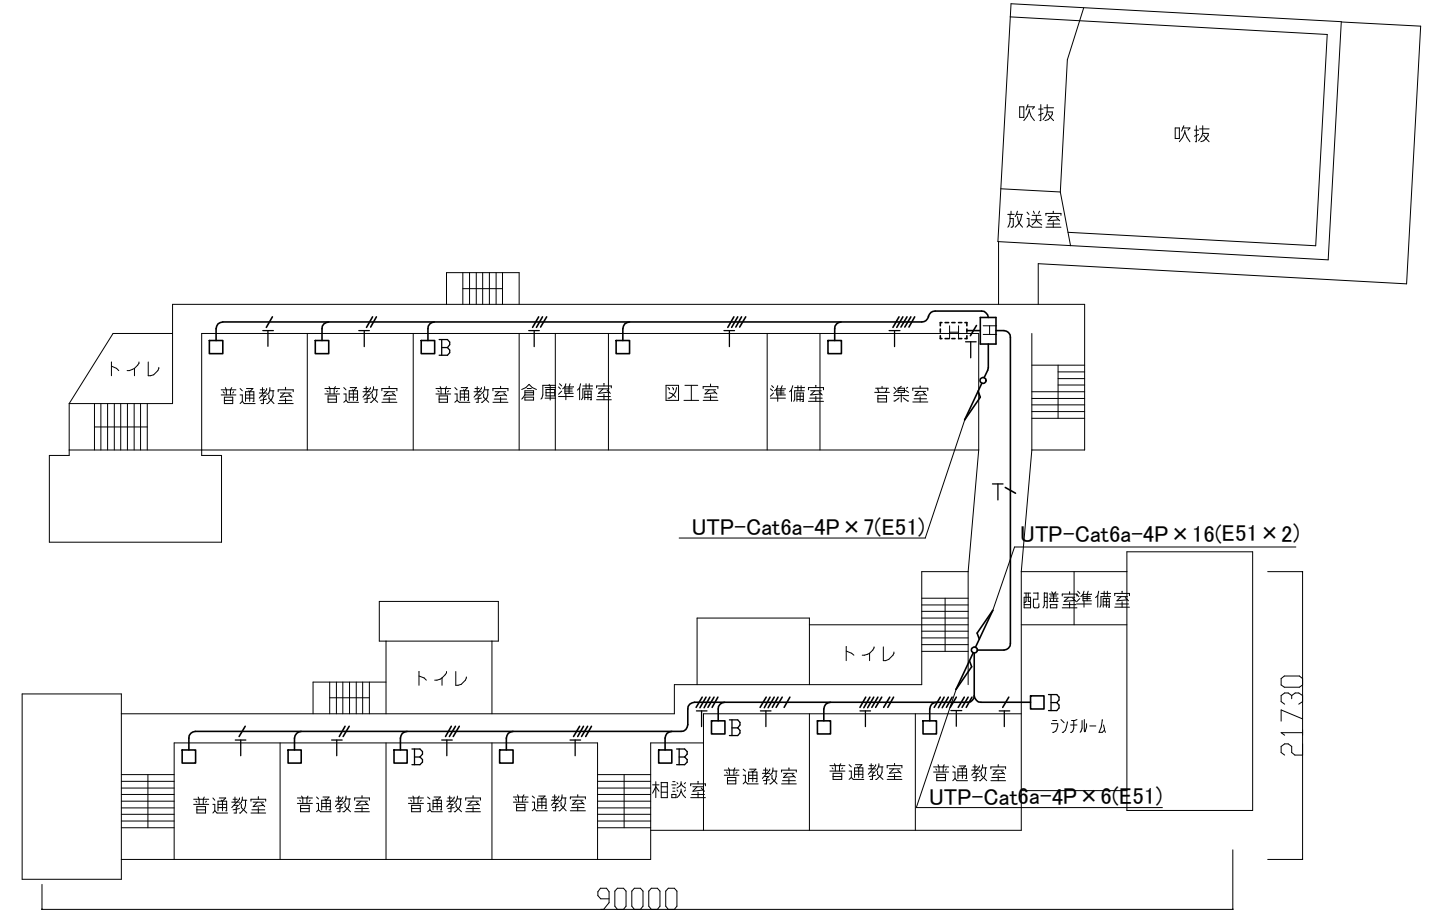 吹抜
吹抜
放送室
H
H
T
T
T
T
T
T
B
トイレ
普通教室
普通教室
普通教室
倉庫
準備室
図工室
準備室
音楽室
T
UTP-Cat6a-4P×7(E51)
UTP-Cat6a-4P×16(E51×2)
配膳室
準備室
トイレ
トイレ
B
ランチルーム
21730
T
T
T
T
T
B
B
T
T
T
T
B
B
相談室
普通教室
普通教室
普通教室
普通教室
普通教室
普通教室
普通教室
UTP-Cat6a-4P×6(E51)
90000